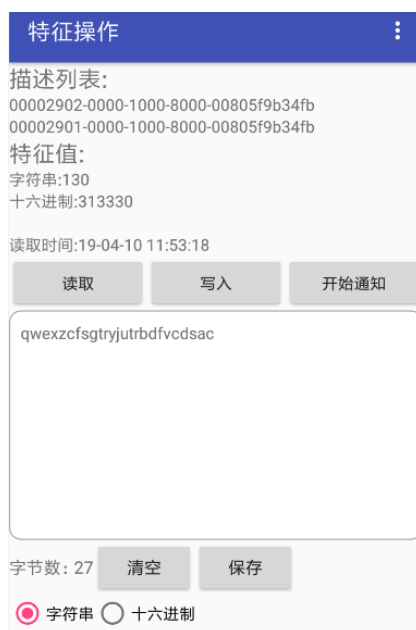 特征操作
描述列表:
00002902-0000-1000-8000-00805f9b34fb
00002901-0000-1000-8000-00805f9b34fb
特征值:
字符串:130
十六进制:313330
读取时间:19-04-10 11:53:18
读取 写入 开始通知
qwexzcfsgtryjutrbdfvcdsac
字节数: 27 清空 保存
字符串 十六进制